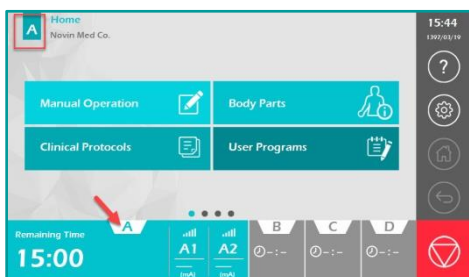 A
Home
Novin Med Co.
15:44
1397/03/19
?
Manual Operation
Body Parts
Clinical Protocols
User Programs
A
B
C
D
Remaining Time
15:00
A1
A2
(mA)
(mA)
-:-
-:-
-:-